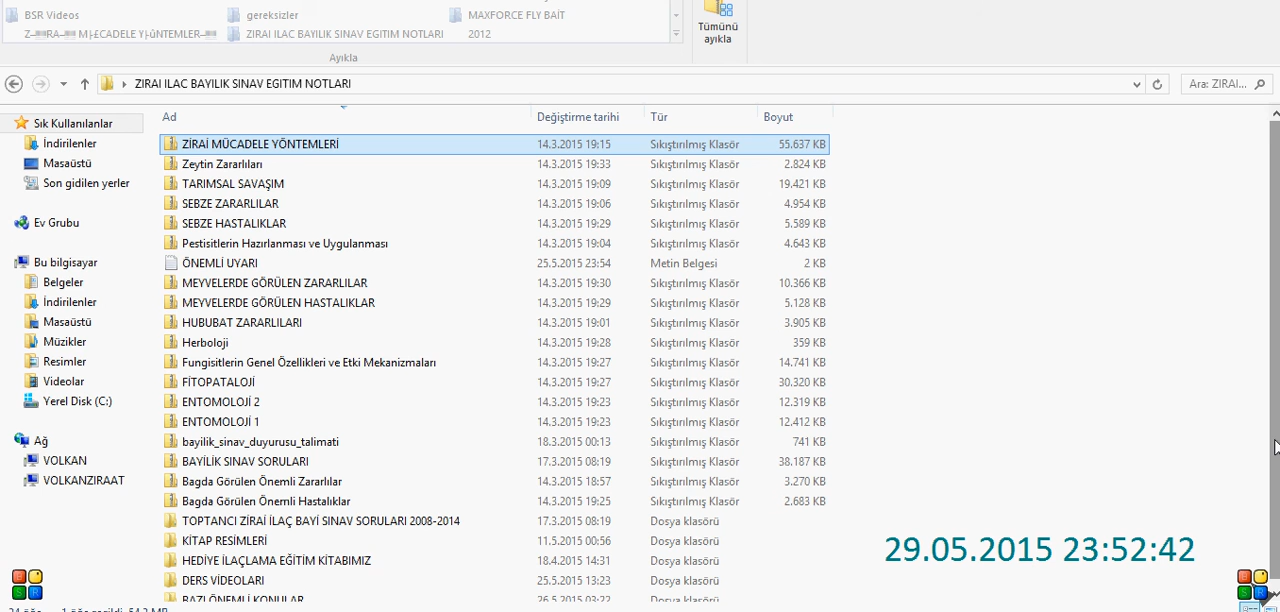 BSR Videos gereksizler MAXFORCE FLY BAİT
ZIRAI ILAC BAYILIK SINAV EGITIM NOTLARI 2012
Tümünü
ayıkla
Ayıkla
ZIRAI ILAC BAYILIK SINAV EGITIM NOTLARI Ara: ZIRAI...
Ad Değiştirme tarihi Tür Boyut
Sık Kullanılanlar
İndirilenler
Masaüstü
Son gidilen yerler
Ev Grubu
Bu bilgisayar
Belgeler
İndirilenler
Masaüstü
Müzikler
Resimler
Videolar
Yerel Disk (C:)
Ağ
VOLKAN
VOLKANZIRAAT
ZİRAİ MÜCADELE YÖNTEMLERİ 14.3.2015 19:15 Sıkıştırılmış Klasör 55.637 KB
Zeytin Zararlıları 14.3.2015 19:33 Sıkıştırılmış Klasör 2.824 KB
TARIMSAL SAVAŞIM 14.3.2015 19:09 Sıkıştırılmış Klasör 19.421 KB
SEBZE ZARARLILAR 14.3.2015 19:06 Sıkıştırılmış Klasör 4.954 KB
SEBZE HASTALIKLAR 14.3.2015 19:29 Sıkıştırılmış Klasör 5.589 KB
Pestisitlerin Hazırlanması ve Uygulanması 14.3.2015 19:04 Sıkıştırılmış Klasör 4.643 KB
ÖNEMLİ UYARI 25.5.2015 23:54 Metin Belgesi 2 KB
MEYVELERDE GÖRÜLEN ZARARLILAR 14.3.2015 19:30 Sıkıştırılmış Klasör 10.366 KB
MEYVELERDE GÖRÜLEN HASTALIKLAR 14.3.2015 19:29 Sıkıştırılmış Klasör 5.128 KB
HUBUBAT ZARARLILARI 14.3.2015 19:01 Sıkıştırılmış Klasör 3.905 KB
Herboloji 14.3.2015 19:28 Sıkıştırılmış Klasör 359 KB
Fungisitlerin Genel Özellikleri ve Etki Mekanizmaları 14.3.2015 19:27 Sıkıştırılmış Klasör 14.741 KB
FİTOPATALOJİ 14.3.2015 19:27 Sıkıştırılmış Klasör 30.320 KB
ENTOMOLOJİ 2 14.3.2015 19:23 Sıkıştırılmış Klasör 12.319 KB
ENTOMOLOJİ 1 14.3.2015 19:23 Sıkıştırılmış Klasör 12.412 KB
bayilik_sinav_duyurusu_talimati 18.3.2015 00:13 Sıkıştırılmış Klasör 741 KB
BAYİLİK SINAV SORULARI 17.3.2015 08:19 Sıkıştırılmış Klasör 38.187 KB
Bagda Görülen Önemli Zararlılar 14.3.2015 18:57 Sıkıştırılmış Klasör 3.270 KB
Bagda Görülen Önernli Hastalıklar 14.3.2015 19:25 Sıkıştırılmış Klasör 2.683 KB
TOPTANCI ZİRAİ İLAÇ BAYİ SINAV SORULARI 2008-2014 17.3.2015 08:19 Dosya klasörü
KİTAP RESİMLERİ 11.5.2015 00:56 Dosya klasörü
HEDİYE İLAÇLAMA EĞİTİM KİTABIMIZ 18.4.2015 14:31 Dosya klasörü
DERS VİDEOLARI 25.5.2015 13:23 Dosya klasörü
BAZI ÖNEMLİ KONULAR 26.5.2015 03:22 Dosya klasörü
29.05.2015 23:52:42